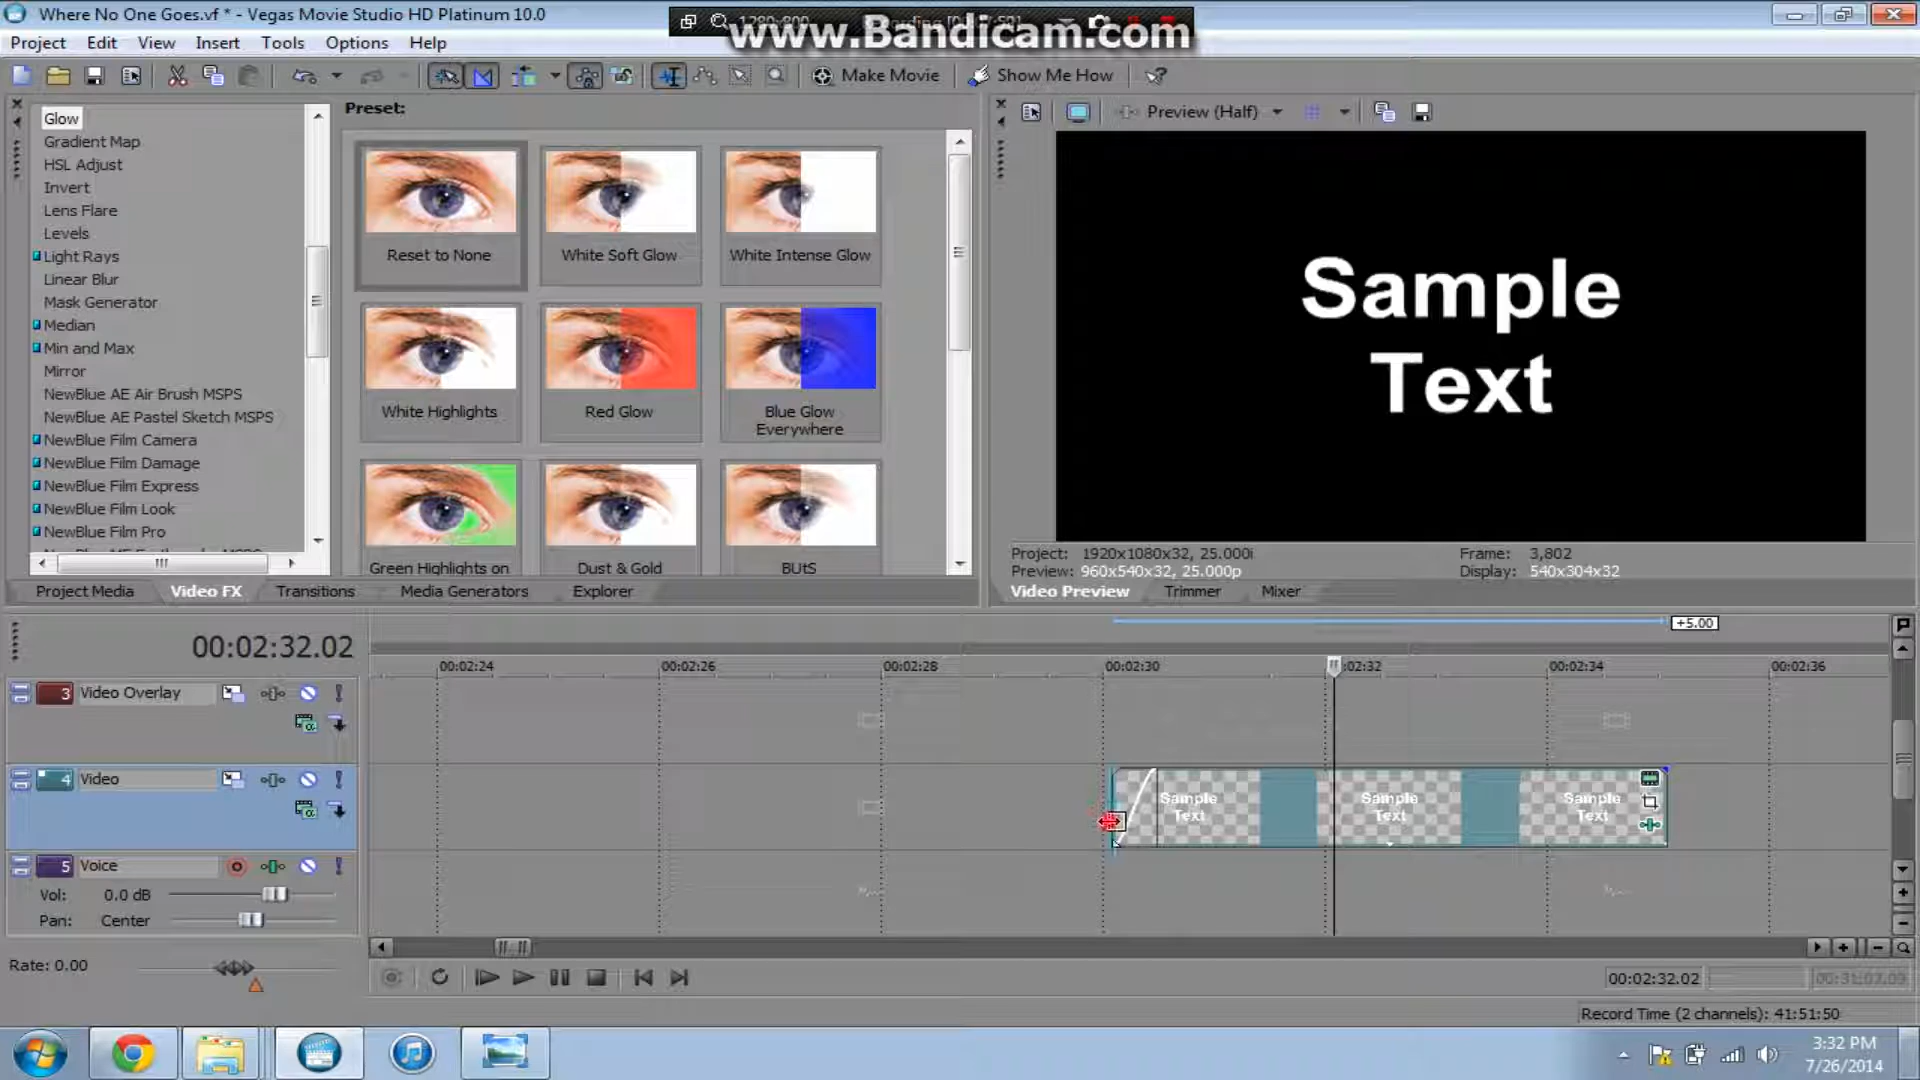 Where No One Goes.vf * - Vegas Movie Studio HD Platinum 10.0
www.Bandicam.com
Project Edit View Insert Tools Options Help
Make Movie Show Me How
Glow
Gradient Map
HSL Adjust
Invert
Lens Flare
Levels
Light Rays
Linear Blur
Mask Generator
Median
Min and Max
Mirror
NewBlue AE Air Brush MSPS
NewBlue AE Pastel Sketch MSPS
NewBlue Film Camera
NewBlue Film Damage
NewBlue Film Express
NewBlue Film Look
NewBlue Film Pro
Preset:
Reset to None White Soft Glow White Intense Glow
White Highlights Red Glow Blue Glow
Everywhere
Green Highlights on Dust & Gold BUtS
Project Media Video FX Transitions Media Generators Explorer
Preview (Half)
Sample
Text
Project: 1920x1080x32, 25.000i Frame: 3,802
Preview: 960x540x32, 25.000p Display: 540x304x32
Video Preview Trimmer Mixer
00:02:32.02
+5.00
00:02:24 00:02:26 00:02:28 00:02:30 :02:32 00:02:34 00:02:36
3 Video Overlay
4 Video
Sample Sample Sample
Text Text Text
5 Voice
Vol: 0.0 dB
Pan: Center
Rate: 0.00
00:02:32.02
Record Time (2 channels): 41:51:50
3:32 PM
7/26/2014